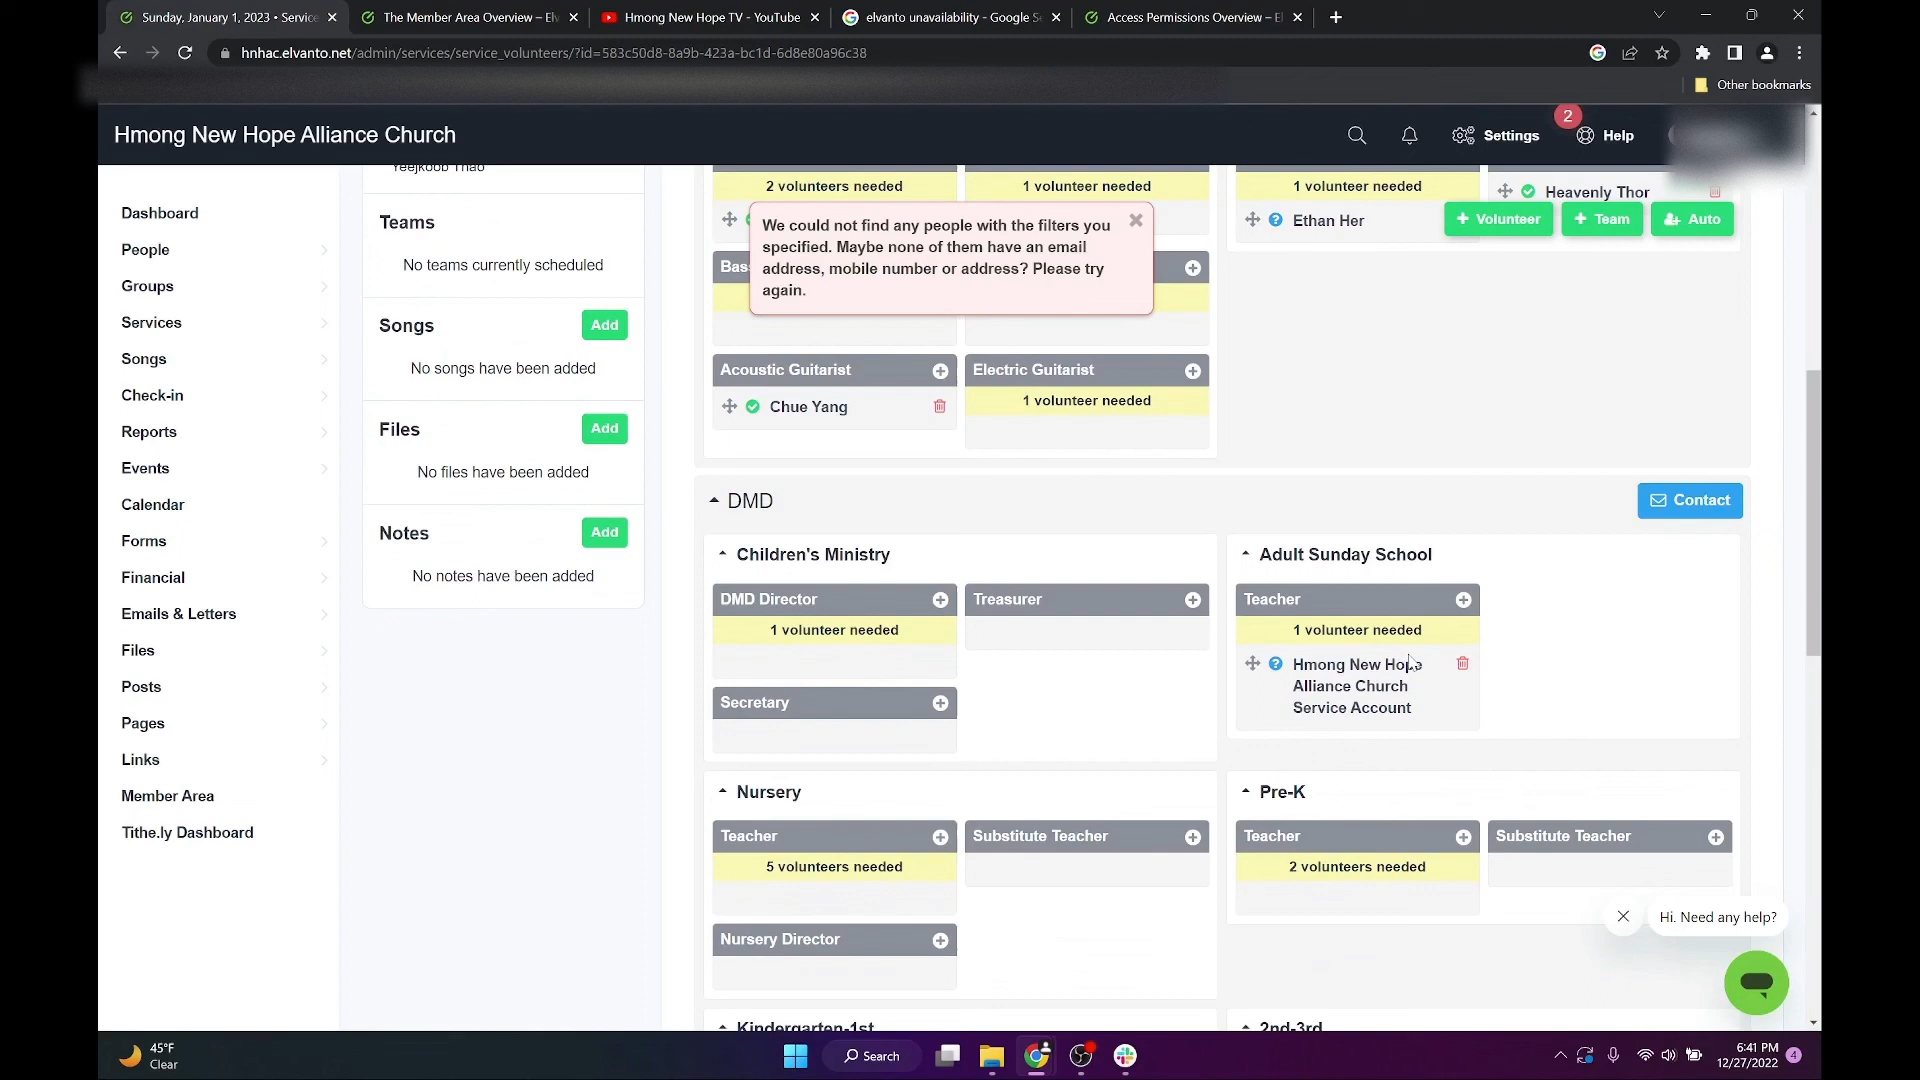 Sunday, January 1, 2023 • Service
The Member Area Overview – Elv
Hmong New Hope TV - YouTube
elvanto unavailability - Google Se
Access Permissions Overview – El
hnhac.elvanto.net/admin/services/service_volunteers/?id=583c50d8-8a9b-423a-bc1d-6d8e80a96c38
Other bookmarks
Hmong New Hope Alliance Church
Settings
2
Help
Dashboard
People
Groups
Services
Songs
Check-in
Reports
Events
Calendar
Forms
Financial
Emails & Letters
Files
Posts
Pages
Links
Member Area
Tithe.ly Dashboard
Yeejkoob Thao
Teams
No teams currently scheduled
Songs
Add
No songs have been added
Files
Add
No files have been added
Notes
Add
No notes have been added
2 volunteers needed
1 volunteer needed
1 volunteer needed
Heavenly Thor
Ethan Her
Volunteer
Team
Auto
We could not find any people with the filters you
specified. Maybe none of them have an email
address, mobile number or address? Please try
again.
Bas
Acoustic Guitarist
Electric Guitarist
Chue Yang
1 volunteer needed
DMD
Contact
Children's Ministry
DMD Director
Treasurer
1 volunteer needed
Secretary
Adult Sunday School
Teacher
1 volunteer needed
Hmong New Hope
Alliance Church
Service Account
Nursery
Teacher
Substitute Teacher
5 volunteers needed
Nursery Director
Pre-K
Teacher
Substitute Teacher
2 volunteers needed
Kindergarten-1st
2nd-3rd
Hi. Need any help?
45°F
Clear
Search
6:41 PM
12/27/2022
4